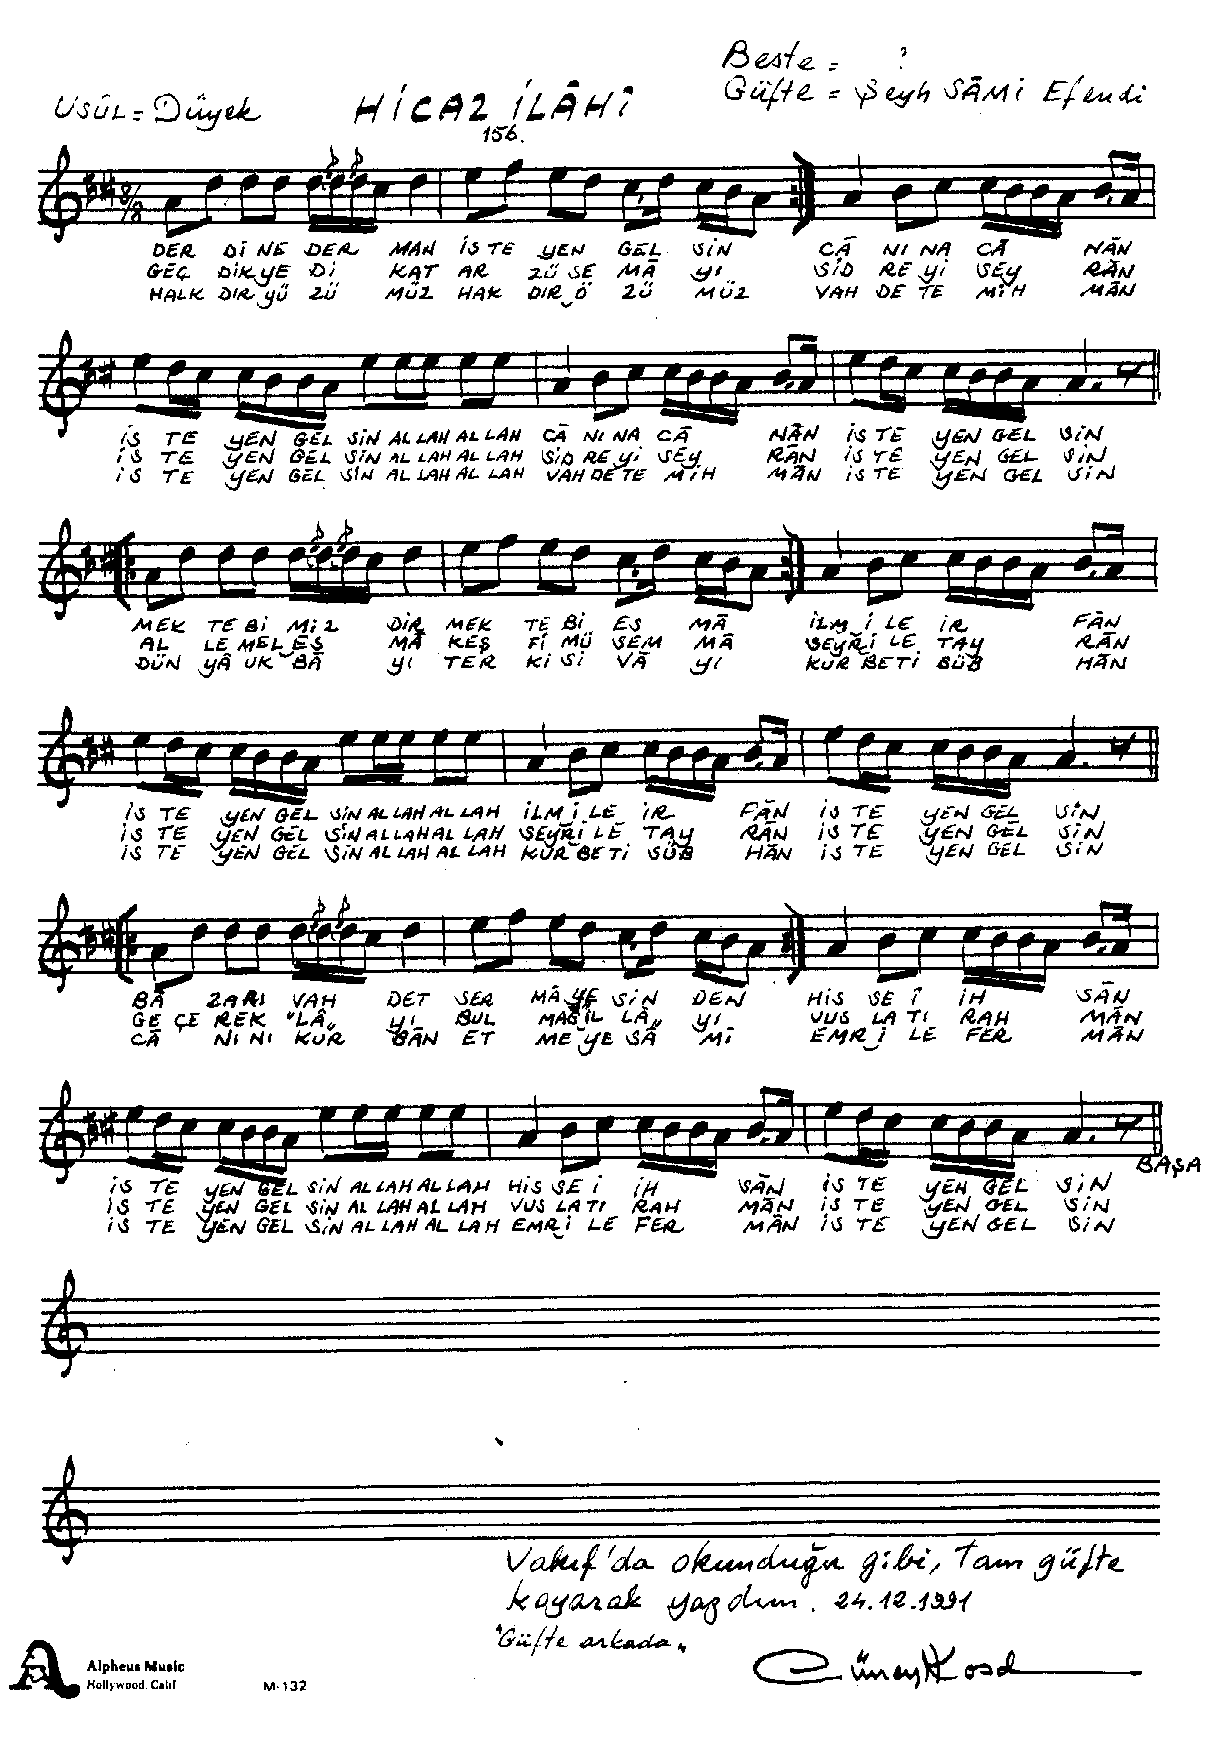 Beste = ?
Usûl = Düyek HİCAZ İLÂHÎ Güfte = Şeyh SÂMİ Efendi
156.
DER Dİ NE DER MAN İS TE YEN GEL SİN CÂ NI NA CÂ NÂN
GEÇ DİK YE Dİ KAT AR ZÜ SE MÂ YI SİD RE Yİ SEY RÂN
HALK DIR YÜ ZÜ MÜZ HAK DIR Ö ZÜ MÜZ VAH DE TE MİH MÂN
İS TE YEN GEL SİN AL LAH AL LAH CÂ NI NA CÂ NÂN İS TE YEN GEL SİN
İS TE YEN GEL SİN AL LAH AL LAH SİD RE Yİ SEY RÂN İS TE YEN GEL SİN
İS TE YEN GEL SİN AL LAH AL LAH VAH DE TE MİH MÂN İS TE YEN GEL SİN
MEK TE Bİ MİZ DİR MEK TE Bİ ES MÂ İLM İ LE İR FÂN
AL LE MEL ES MÂ KEŞ Fİ MÜ SEM MÂ SEYR İ LE TAY RÂN
DÜN YÂ UK BÂ YI TER Kİ Sİ VÂ YI KUR BE Tİ SÜB HÂN
İS TE YEN GEL SİN AL LAH AL LAH İLM İ LE İR FÂN İS TE YEN GEL SİN
İS TE YEN GEL SİN AL LAH AL LAH SEYR İ LE TAY RÂN İS TE YEN GEL SİN
İS TE YEN GEL SİN AL LAH AL LAH KUR BE Tİ SÜB HÂN İS TE YEN GEL SİN
BÂ ZA RI VAH DET SER MÂ YE SİN DEN HİS SE İ İH SÂN
GE ÇE REK "LÂ" YI BUL "İL LÂ" YI VUS LA TI RAH MÂN
CÂ NI NI KUR BÂN ET ME YE SÂ MÎ EMR İ LE FER MÂN
BAŞA
İS TE YEN GEL SİN AL LAH AL LAH HİS SE İ İH SÂN İS TE YEN GEL SİN
İS TE YEN GEL SİN AL LAH AL LAH VUS LA TI RAH MÂN İS TE YEN GEL SİN
İS TE YEN GEL SİN AL LAH AL LAH EMR İ LE FER MÂN İS TE YEN GEL SİN
Vakıf'da okunduğu gibi, Tam güfte
kayarak yazdım. 24.12.1991
"Güfte arkada"
Alpheus Music
Hollywood, Calif M-132